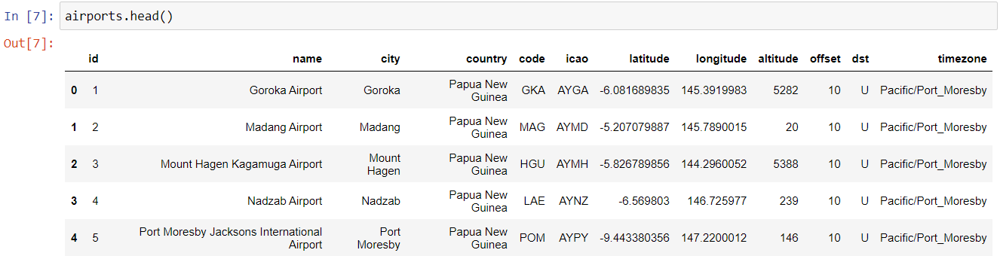 In [7]: airports.head()
Out[7]:
id name city country code icao latitude longitude altitude offset dst timezone
0 1 Goroka Airport Goroka Papua New Guinea GKA AYGA -6.081689835 145.3919983 5282 10 U Pacific/Port_Moresby
1 2 Madang Airport Madang Papua New Guinea MAG AYMD -5.207079887 145.7890015 20 10 U Pacific/Port_Moresby
2 3 Mount Hagen Kagamuga Airport Mount Hagen Papua New Guinea HGU AYMH -5.826789856 144.2960052 5388 10 U Pacific/Port_Moresby
3 4 Nadzab Airport Nadzab Papua New Guinea LAE AYNZ -6.569803 146.725977 239 10 U Pacific/Port_Moresby
4 5 Port Moresby Jacksons International Airport Port Moresby Papua New Guinea POM AYPY -9.443380356 147.2200012 146 10 U Pacific/Port_Moresby